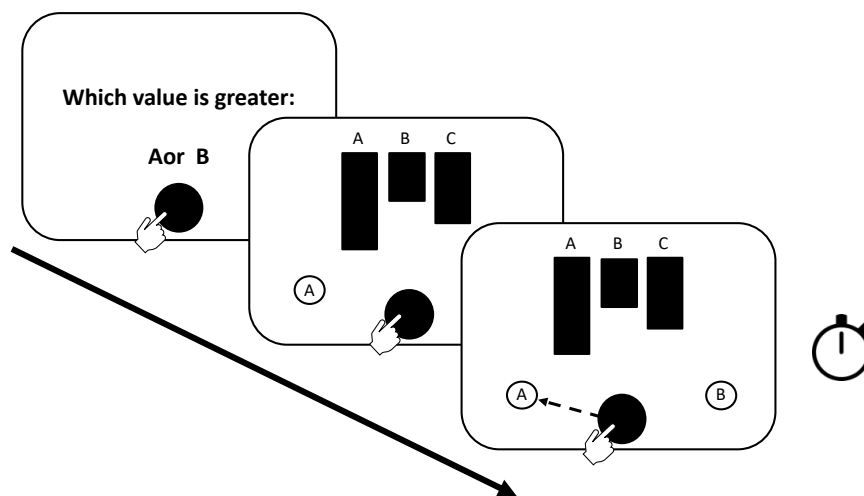 Which value is greater:
Aor B
A B C
A
A B C
A B